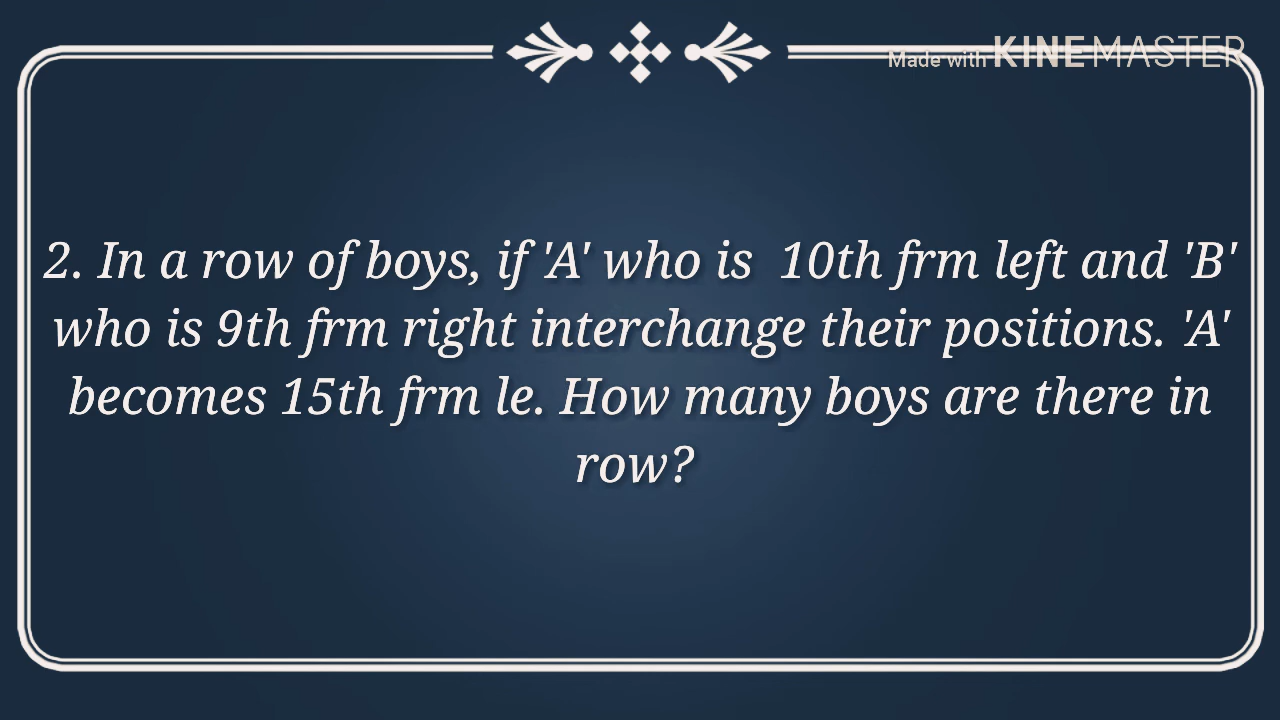 Made with KINEMASTER
2. In a row of boys, if 'A' who is 10th frm left and 'B'
who is 9th frm right interchange their positions. 'A'
becomes 15th frm le. How many boys are there in
row?